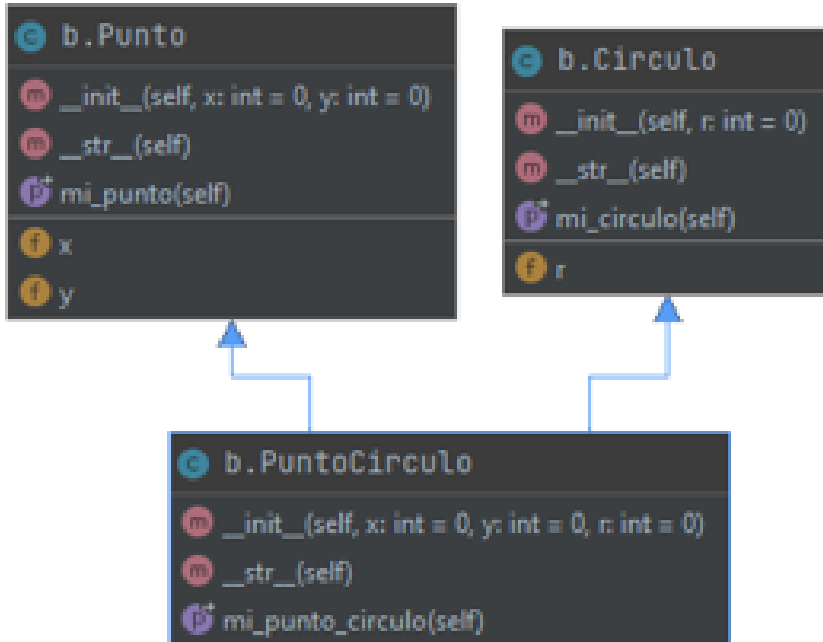 b.Punto
__init__(self, x: int = 0, y: int = 0)
__str__(self)
mi_punto(self)
x
y
b.Circulo
__init__(self, r: int = 0)
__str__(self)
mi_circulo(self)
r
b.PuntoCirculo
__init__(self, x: int = 0, y: int = 0, r: int = 0)
__str__(self)
mi_punto_circulo(self)